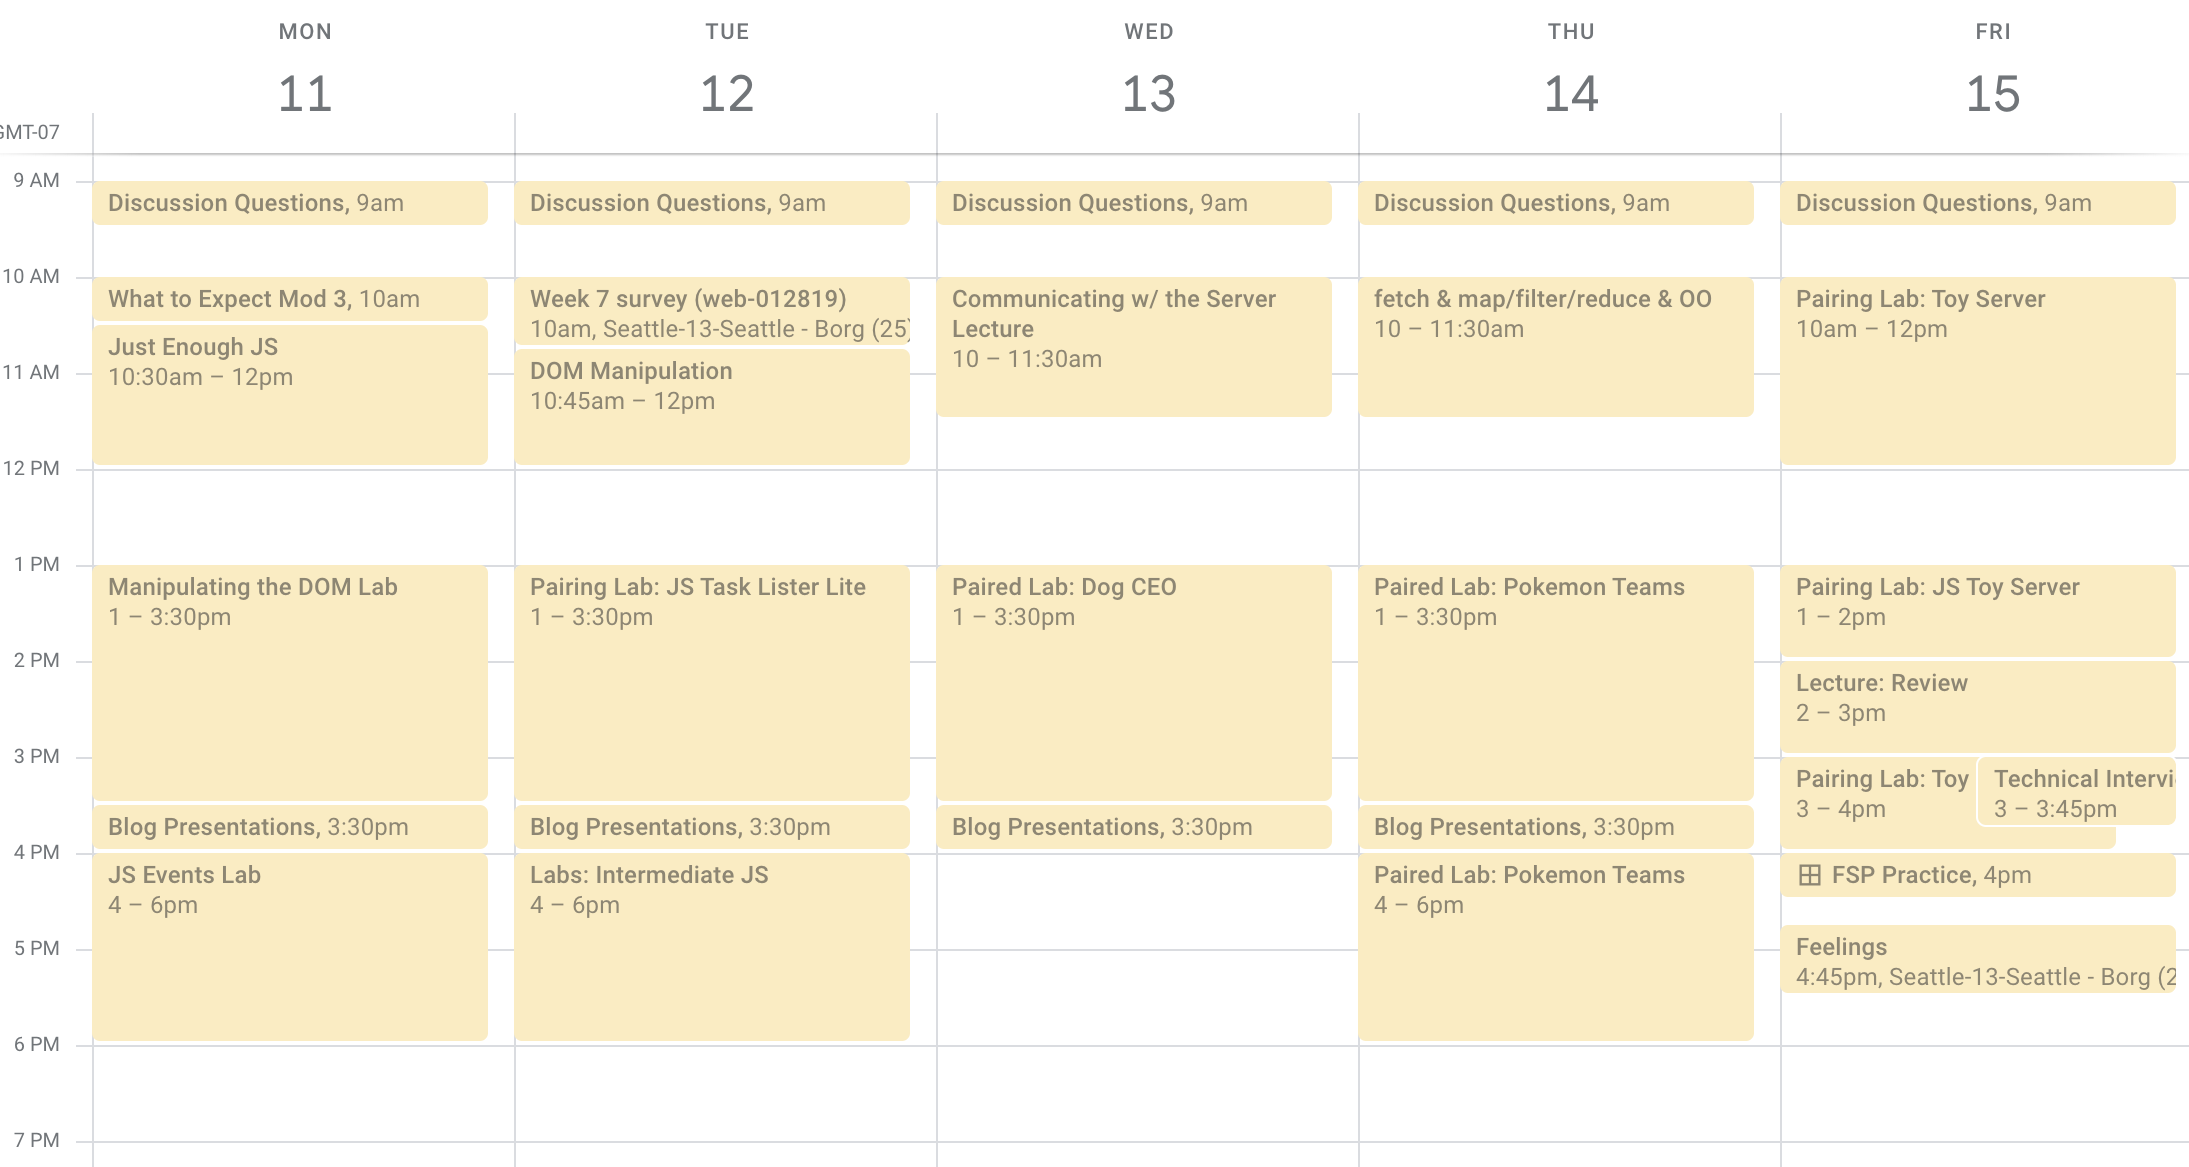 MON
11
TUE
12
WED
13
THU
14
FRI
15
GMT-07
9 AM
10 AM
11 AM
12 PM
1 PM
2 PM
3 PM
4 PM
5 PM
6 PM
7 PM
Discussion Questions, 9am
What to Expect Mod 3, 10am
Just Enough JS
10:30am – 12pm
Manipulating the DOM Lab
1 – 3:30pm
Blog Presentations, 3:30pm
JS Events Lab
4 – 6pm
Discussion Questions, 9am
Week 7 survey (web-012819)
10am, Seattle-13-Seattle - Borg (25)
DOM Manipulation
10:45am – 12pm
Pairing Lab: JS Task Lister Lite
1 – 3:30pm
Blog Presentations, 3:30pm
Labs: Intermediate JS
4 – 6pm
Discussion Questions, 9am
Communicating w/ the Server
Lecture
10 – 11:30am
Paired Lab: Dog CEO
1 – 3:30pm
Blog Presentations, 3:30pm
Discussion Questions, 9am
fetch & map/filter/reduce & OO
10 – 11:30am
Paired Lab: Pokemon Teams
1 – 3:30pm
Blog Presentations, 3:30pm
Paired Lab: Pokemon Teams
4 – 6pm
Discussion Questions, 9am
Pairing Lab: Toy Server
10am – 12pm
Pairing Lab: JS Toy Server
1 – 2pm
Lecture: Review
2 – 3pm
Pairing Lab: Toy
3 – 4pm
Technical Intervi
3 – 3:45pm
FSP Practice, 4pm
Feelings
4:45pm, Seattle-13-Seattle - Borg (2